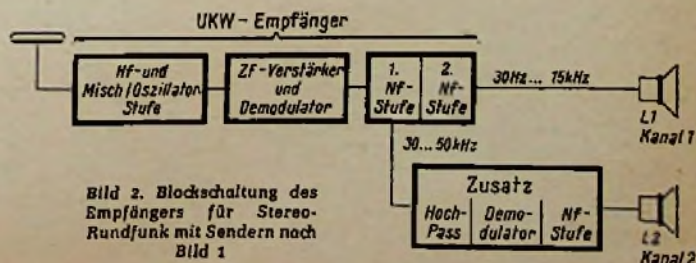 UKW - Empfänger
Hf- und
Misch/Oszillator
Stufe
ZF-Verstärker
und
Demodulator
1.
Nf-
Stufe
2.
Nf-
Stufe
30Hz... 15kHz
L1
Kanal 1
30...50kHz
Zusatz
Hoch-
Pass
Demo-
dulator
Nf-
Stufe
L2
Kanal 2
Bild 2. Blockschaltung des
Empfängers für Stereo-
Rundfunk mit Sendern nach
Bild 1